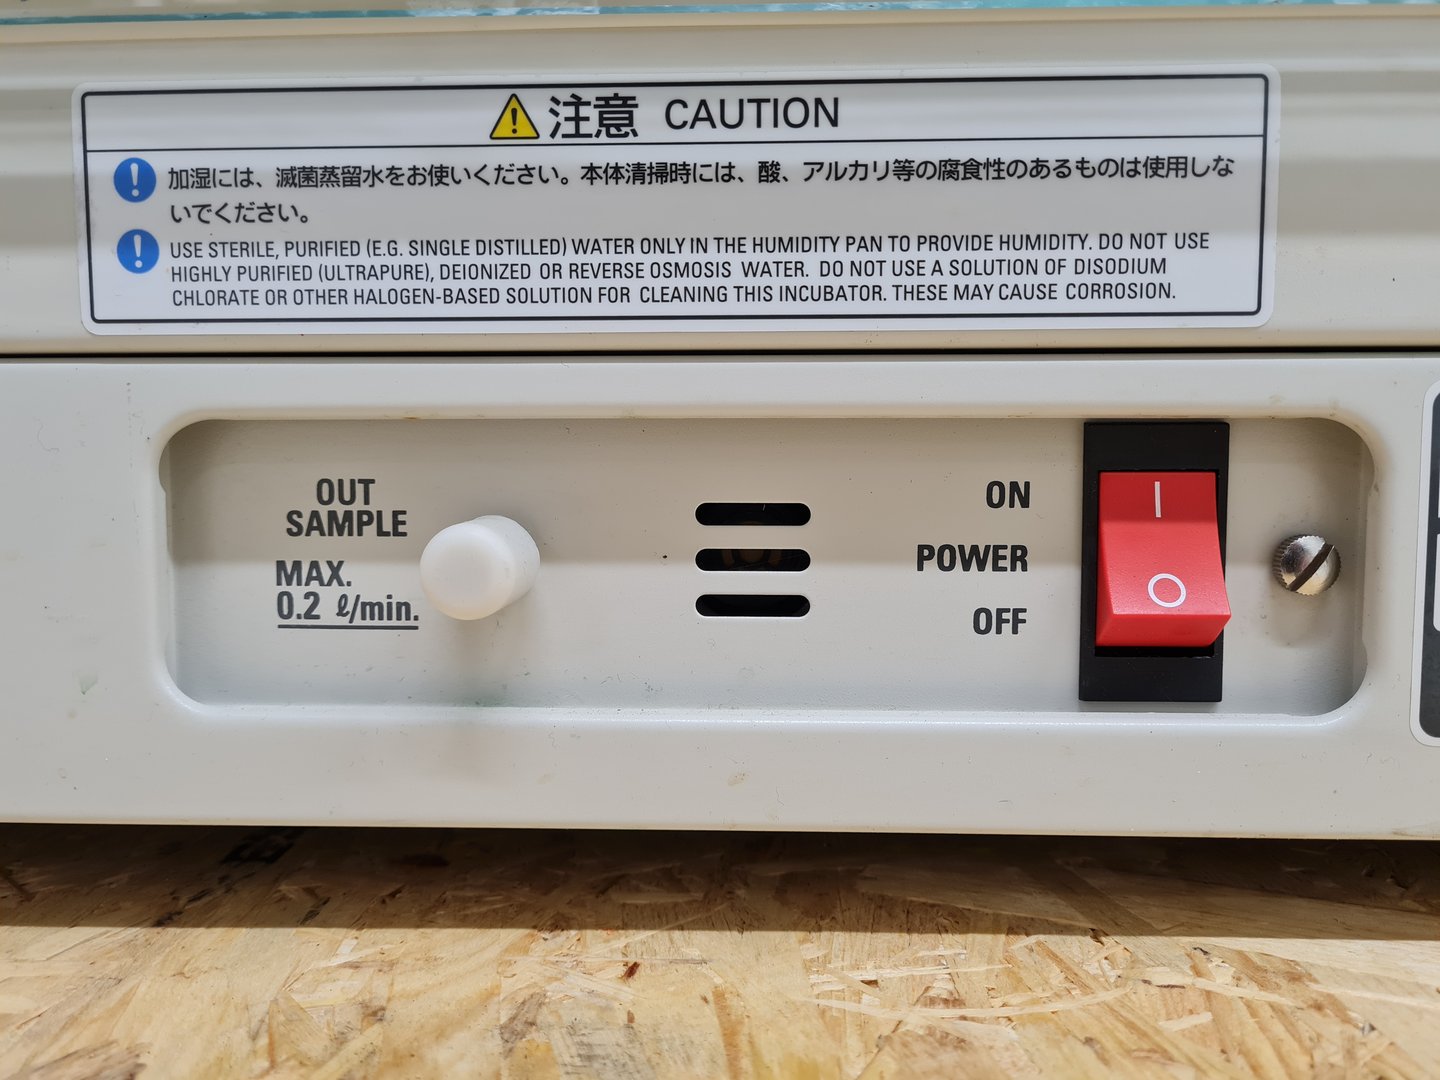 注意 CAUTION
加湿には、滅菌蒸留水をお使いください。本体清掃時には、酸、アルカリ等の腐食性のあるものは使用しな
いでください。
USE STERILE, PURIFIED (E.G. SINGLE DISTILLED) WATER ONLY IN THE HUMIDITY PAN TO PROVIDE HUMIDITY. DO NOT USE
HIGHLY PURIFIED (ULTRAPURE), DEIONIZED OR REVERSE OSMOSIS WATER. DO NOT USE A SOLUTION OF DISODIUM
CHLORATE OR OTHER HALOGEN-BASED SOLUTION FOR CLEANING THIS INCUBATOR. THESE MAY CAUSE CORROSION.
OUT
SAMPLE
MAX.
0.2 ℓ/min.
ON
POWER
OFF